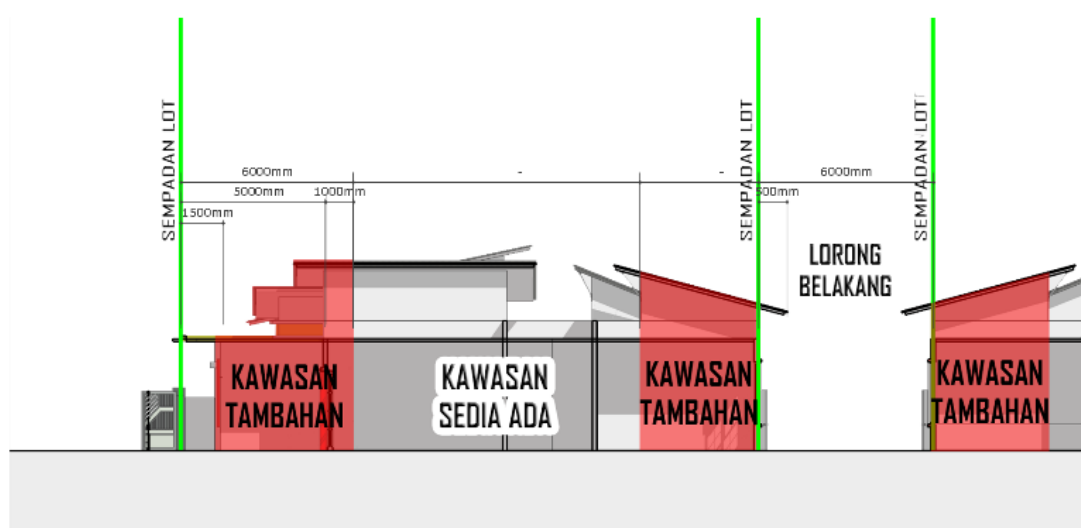 SEMPADAN LOT
SEMPADAN LOT
SEMPADAN LOT
6000mm
-
-
6000mm
5000mm
1000mm
500mm
1500mm
LORONG
BELAKANG
KAWASAN
TAMBAHAN
KAWASAN
SEDIA ADA
KAWASAN
TAMBAHAN
KAWASAN
TAMBAHAN